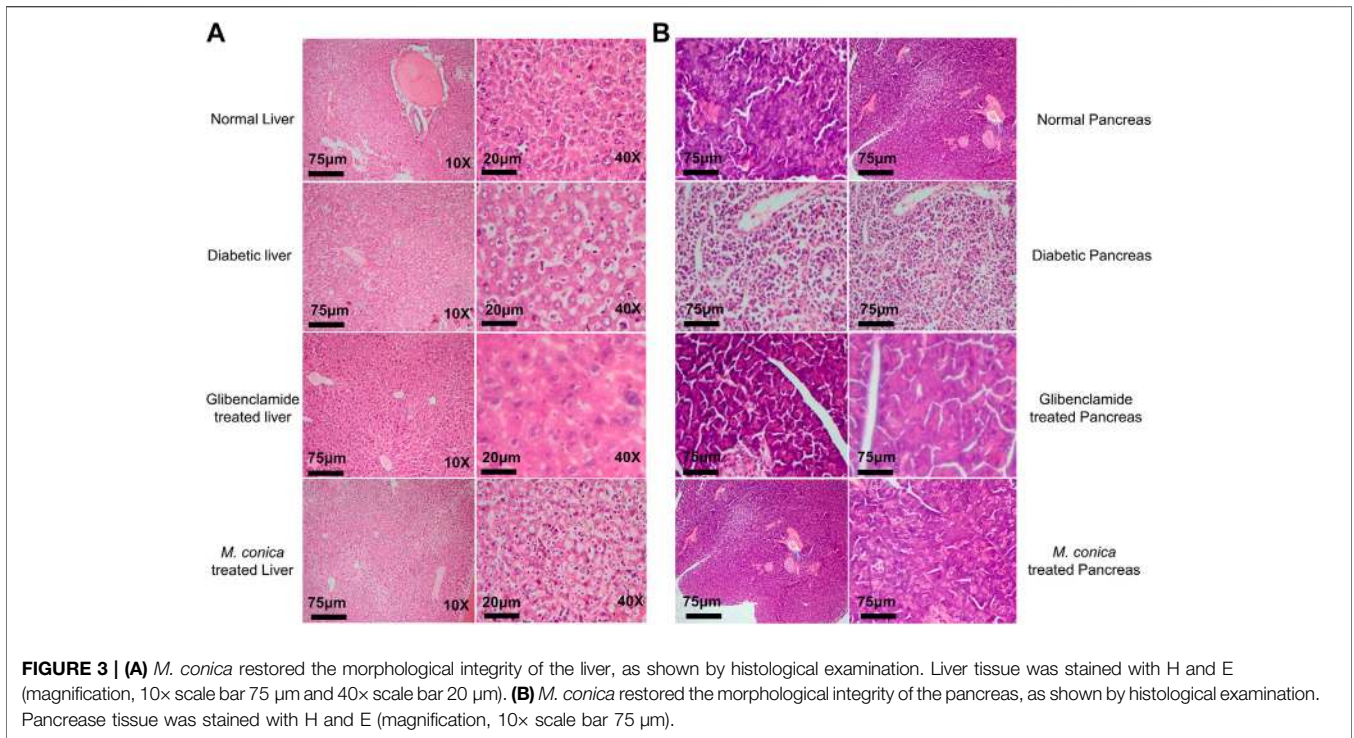 A
B
Normal Liver
75µm
10X
20µm
40X
75µm
Normal Pancreas
Diabetic liver
75µm
10X
20µm
40X
75µm
75µm
Diabetic Pancreas
Glibenclamide
treated liver
75µm
10X
20µm
40X
75µm
75µm
Glibenclamide
treated Pancreas
M. conica
treated Liver
75µm
10X
20µm
40X
75µm
75µm
M. conica
treated Pancreas
FIGURE 3 | (A) M. conica restored the morphological integrity of the liver, as shown by histological examination. Liver tissue was stained with H and E
(magnification, 10× scale bar 75 µm and 40× scale bar 20 µm). (B) M. conica restored the morphological integrity of the pancreas, as shown by histological examination.
Pancrease tissue was stained with H and E (magnification, 10× scale bar 75 µm).